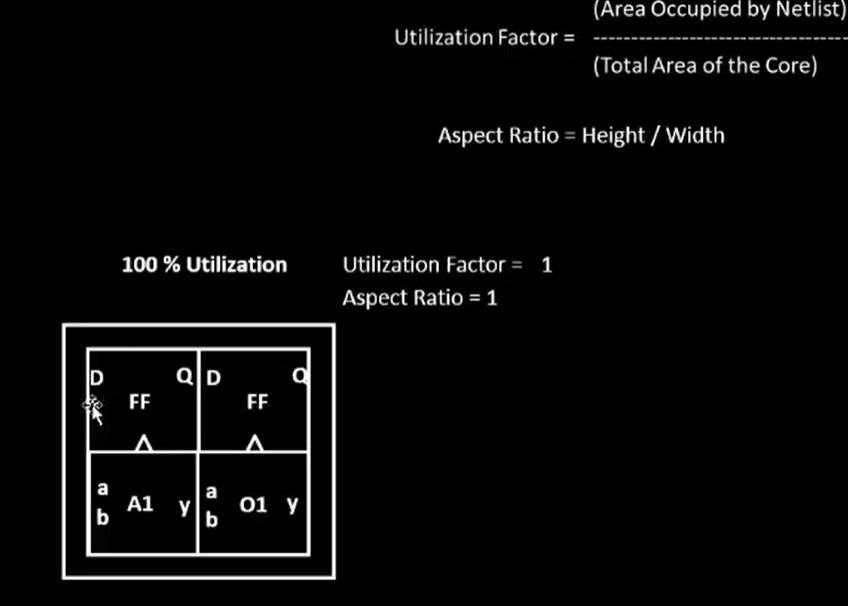 (Area Occupied by Netlist)
Utilization Factor = --------------------------------
(Total Area of the Core)
Aspect Ratio = Height / Width
100 % Utilization
Utilization Factor = 1
Aspect Ratio = 1
D Q D Q
FF FF
a A1 y a O1 y
b b